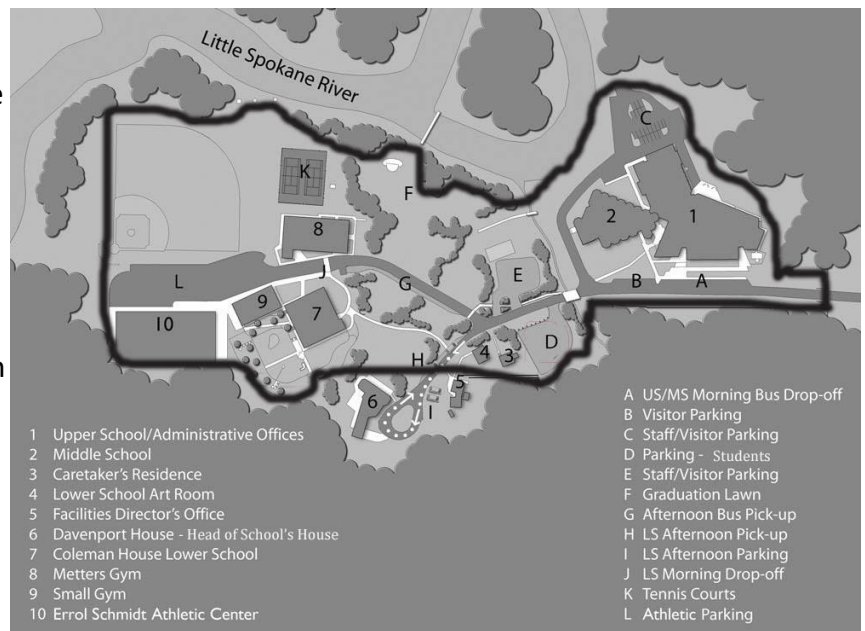 Little Spokane River
C
K
F
2
1
8
L
J
G
E
B
A
9
7
10
D
H
4
3
5
6
I
1 Upper School/Administrative Offices
2 Middle School
3 Caretaker's Residence
4 Lower School Art Room
5 Facilities Director's Office
6 Davenport House - Head of School's House
7 Coleman House Lower School
8 Metters Gym
9 Small Gym
10 Errol Schmidt Athletic Center
A US/MS Morning Bus Drop-off
B Visitor Parking
C Staff/Visitor Parking
D Parking - Students
E Staff/Visitor Parking
F Graduation Lawn
G Afternoon Bus Pick-up
H LS Afternoon Pick-up
I LS Afternoon Parking
J LS Morning Drop-off
K Tennis Courts
L Athletic Parking